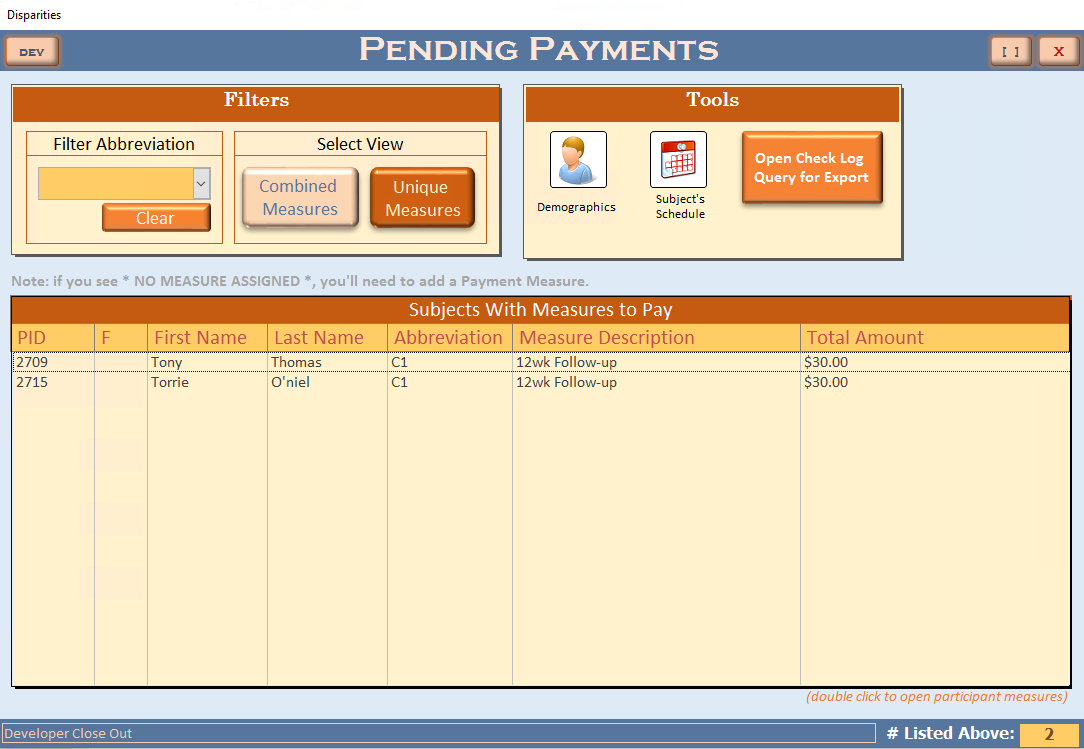 Disparities
DEV
PENDING PAYMENTS
[ ]
X
Filters
Filter Abbreviation
Clear
Select View
Combined
Measures
Unique
Measures
Tools
Demographics
Subject's
Schedule
Open Check Log
Query for Export
Note: if you see * NO MEASURE ASSIGNED *, you'll need to add a Payment Measure.
Subjects With Measures to Pay
PID F First Name Last Name Abbreviation Measure Description Total Amount
2709 Tony Thomas C1 12wk Follow-up $30.00
2715 Torrie O'niel C1 12wk Follow-up $30.00
(double click to open participant measures)
Developer Close Out
# Listed Above: 2